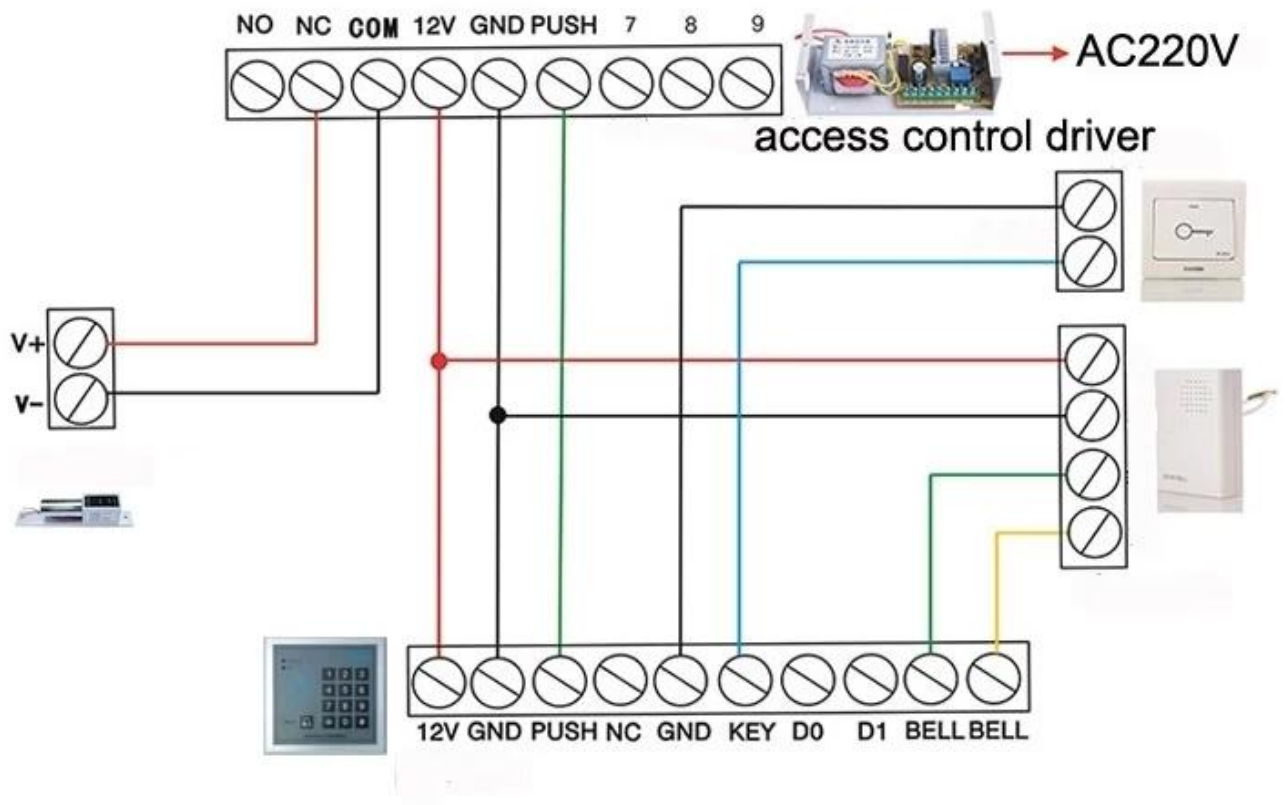 NO NC COM 12V GND PUSH 7 8 9
AC220V
access control driver
V+
V-
12V GND PUSH NC GND KEY D0 D1 BELL BELL